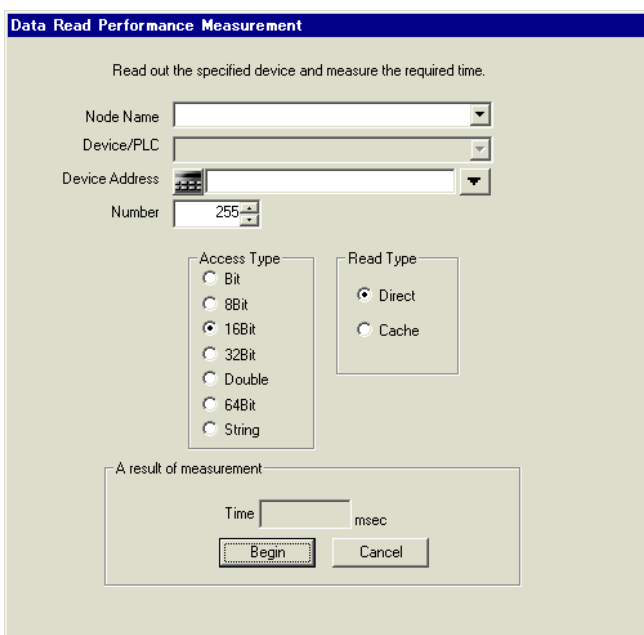 Data Read Performance Measurement
Read out the specified device and measure the required time.
Node Name
Device/PLC
Device Address
Number 255
Access Type
Bit
8Bit
16Bit
32Bit
Double
64Bit
String
Read Type
Direct
Cache
A result of measurement
Time msec
Begin Cancel